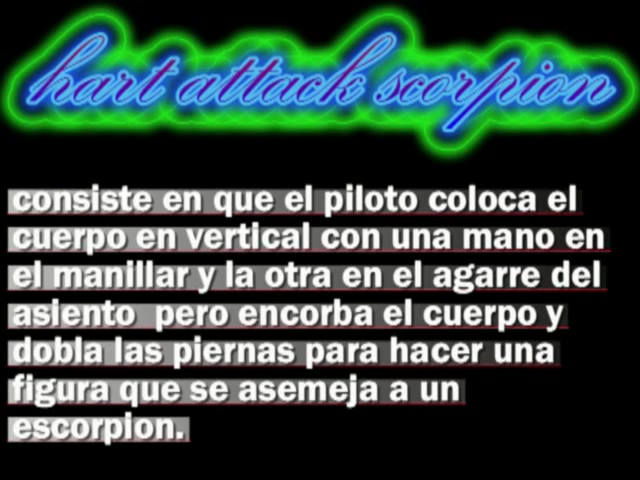 hart attack scorpion
consiste en que el piloto coloca el
cuerpo en vertical con una mano en
el manillar y la otra en el agarre del
asiento pero encorba el cuerpo y
dobla las piernas para hacer una
figura que se asemeja a un
escorpion.